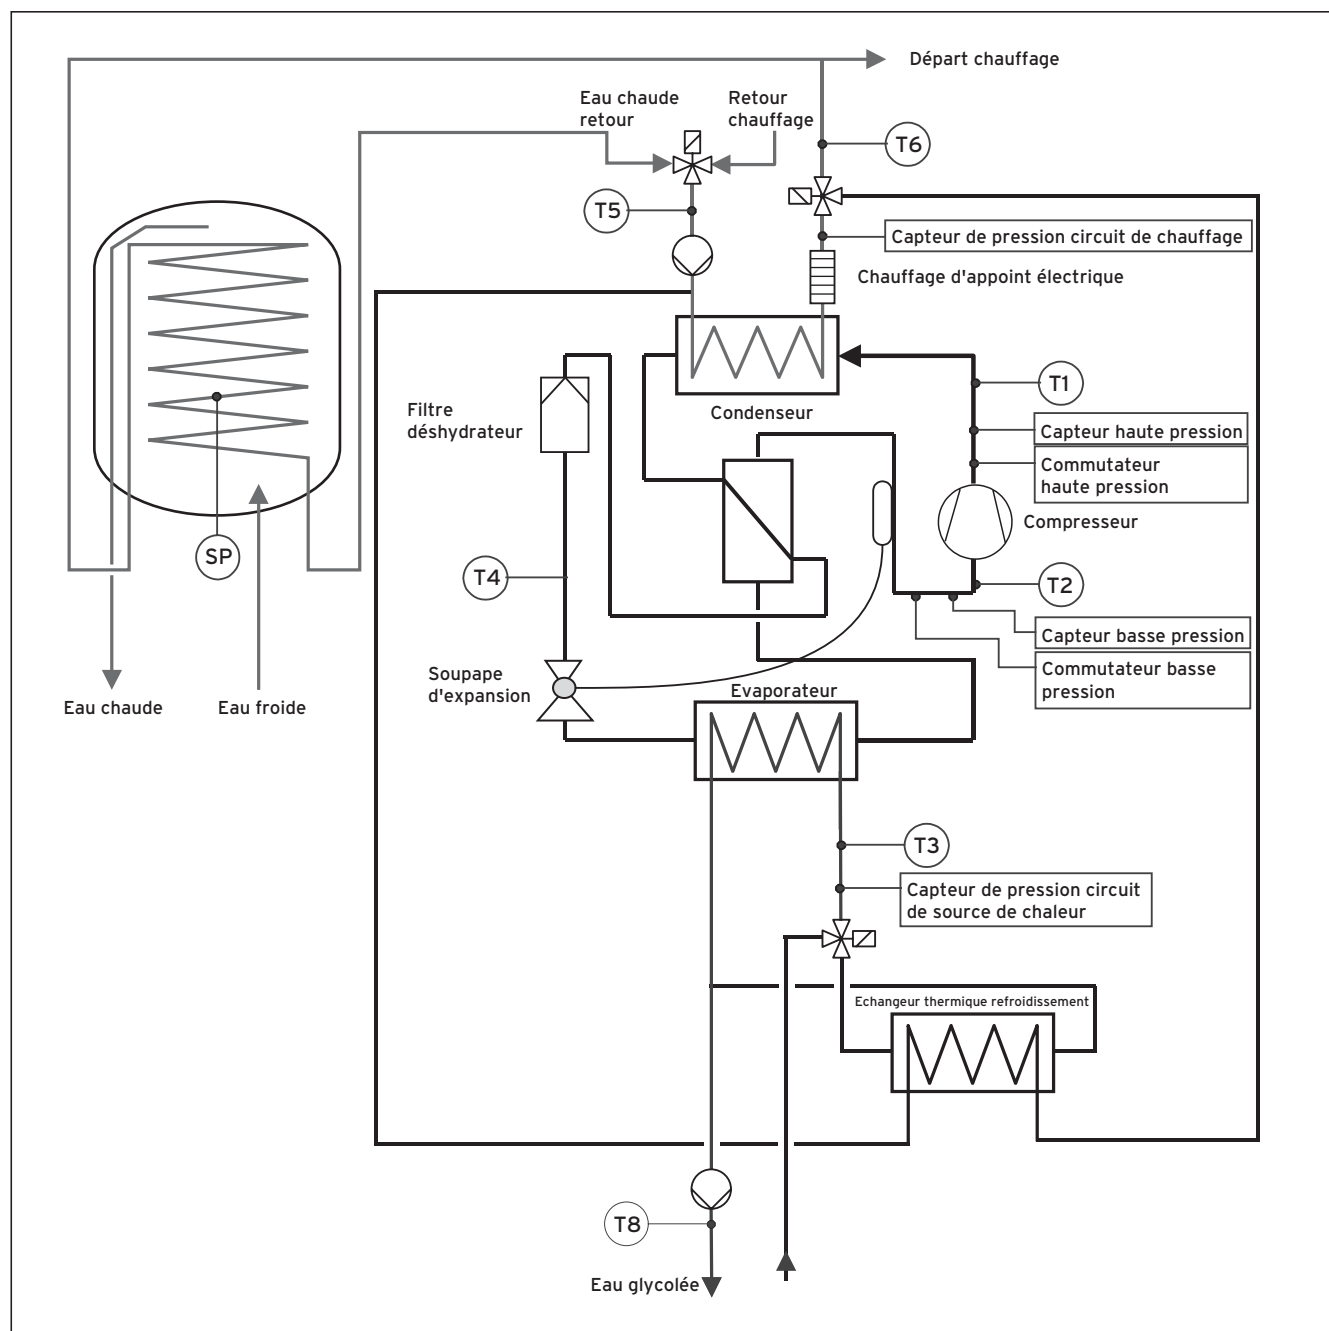 Départ chauffage
Eau chaude
retour
Retour
chauffage
T6
T5
Capteur de pression circuit de chauffage
Chauffage d'appoint électrique
T1
Condenseur
Filtre
déshydrateur
Capteur haute pression
Commutateur
haute pression
Compresseur
SP
T4
T2
Capteur basse pression
Commutateur basse
pression
Soupape
d'expansion
Evaporateur
Eau chaude
Eau froide
T3
Capteur de pression circuit
de source de chaleur
Echangeur thermique refroidissement
T8
Eau glycolée